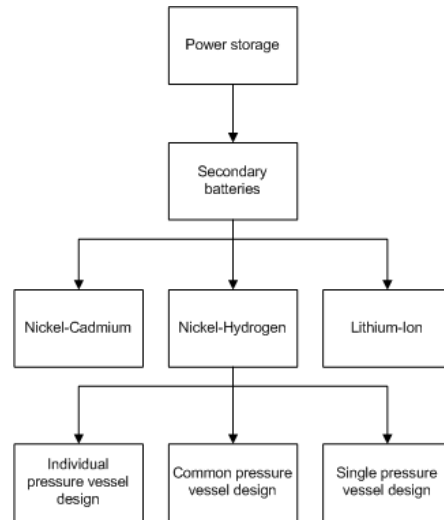 Power storage
Secondary
batteries
Nickel-Cadmium
Nickel-Hydrogen
Lithium-Ion
Individual
pressure vessel
design
Common pressure
vessel design
Single pressure
vessel design